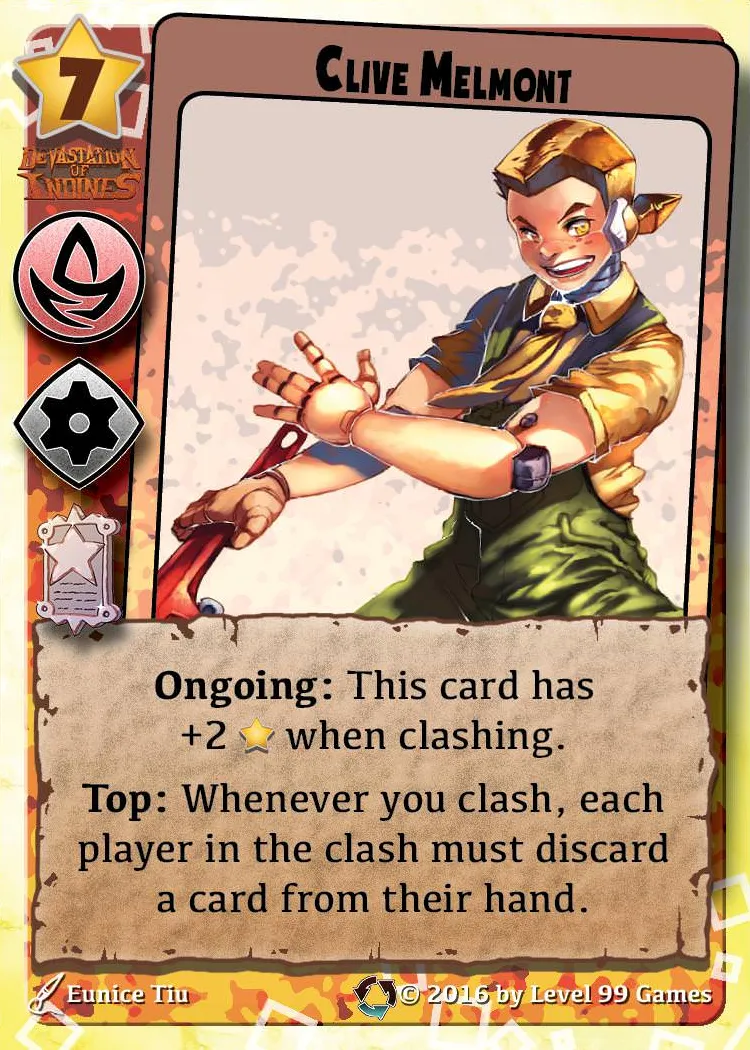 7
CLIVE MELMONT
DEVASTATION
OF
INDINES
Ongoing: This card has
+2 when clashing.
Top: Whenever you clash, each
player in the clash must discard
a card from their hand.
Eunice Tiu
© 2016 by Level 99 Games